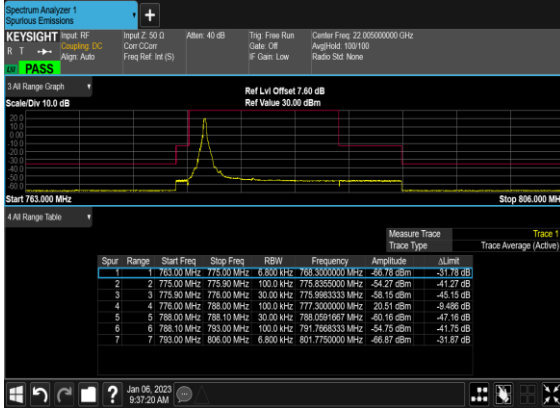 Spectrum Analyzer 1
Spurious Emissions
+
KEYSIGHT Input: RF Input Z: 50 Ω Atten: 40 dB Trig: Free Run Center Freq: 22.005000000 GHz
R T Coupling: DC Corr CCorr Gate: Off Avg|Hold: 100/100
Align: Auto Freq Ref: Int (S) IF Gain: Low Radio Std: None
PASS
3 All Range Graph
Ref Lvl Offset 7.60 dB
Scale/Div 10.0 dB Ref Value 30.00 dBm
20.0
10.0
0.00
-10.0
-20.0
-30.0
-40.0
-50.0
-60.0
Start 763.000 MHz Stop 806.000 MH
4 All Range Table
Measure Trace Trace 1
Trace Type Trace Average (Active)
Spur Range Start Freq Stop Freq RBW Frequency Amplitude ΔLimit
1 1 763.00 MHz 775.00 MHz 6.800 kHz 768.3000000 MHz -66.78 dBm -31.78 dB
2 2 775.00 MHz 775.90 MHz 100.0 kHz 775.8355000 MHz -54.27 dBm -41.27 dB
3 3 775.90 MHz 776.00 MHz 30.00 kHz 775.9983333 MHz -58.15 dBm -45.15 dB
4 4 776.00 MHz 788.00 MHz 100.0 kHz 777.3000000 MHz 20.51 dBm -9.486 dB
5 5 788.00 MHz 788.10 MHz 30.00 kHz 788.0591667 MHz -60.16 dBm -47.16 dB
6 6 788.10 MHz 793.00 MHz 100.0 kHz 791.7668333 MHz -54.75 dBm -41.75 dB
7 7 793.00 MHz 806.00 MHz 6.800 kHz 801.7750000 MHz -66.87 dBm -31.87 dB
? Jan 06, 2023
9:37:20 AM